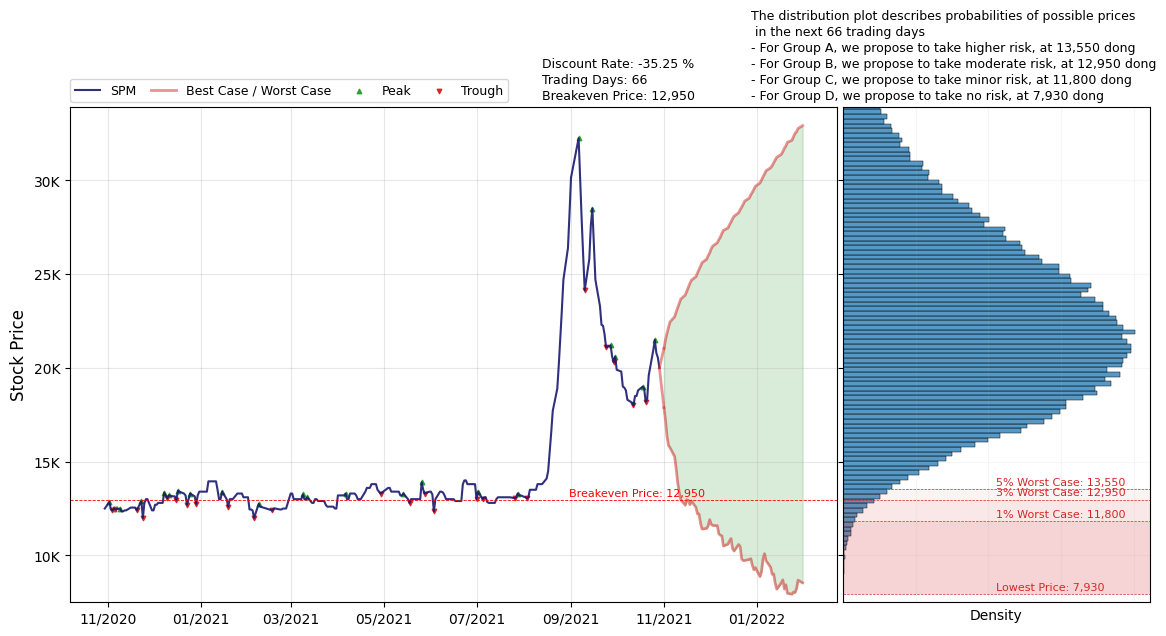 The distribution plot describes probabilities of possible prices
in the next 66 trading days
- For Group A, we propose to take higher risk, at 13,550 dong
- For Group B, we propose to take moderate risk, at 12,950 dong
- For Group C, we propose to take minor risk, at 11,800 dong
- For Group D, we propose to take no risk, at 7,930 dong
Discount Rate: -35.25 %
Trading Days: 66
Breakeven Price: 12,950
SPM Best Case / Worst Case Peak Trough
Stock Price
30K
25K
20K
15K
10K
Breakeven Price: 12,950
5% Worst Case: 13,550
3% Worst Case: 12,950
1% Worst Case: 11,800
Lowest Price: 7,930
11/2020 01/2021 03/2021 05/2021 07/2021 09/2021 11/2021 01/2022
Density